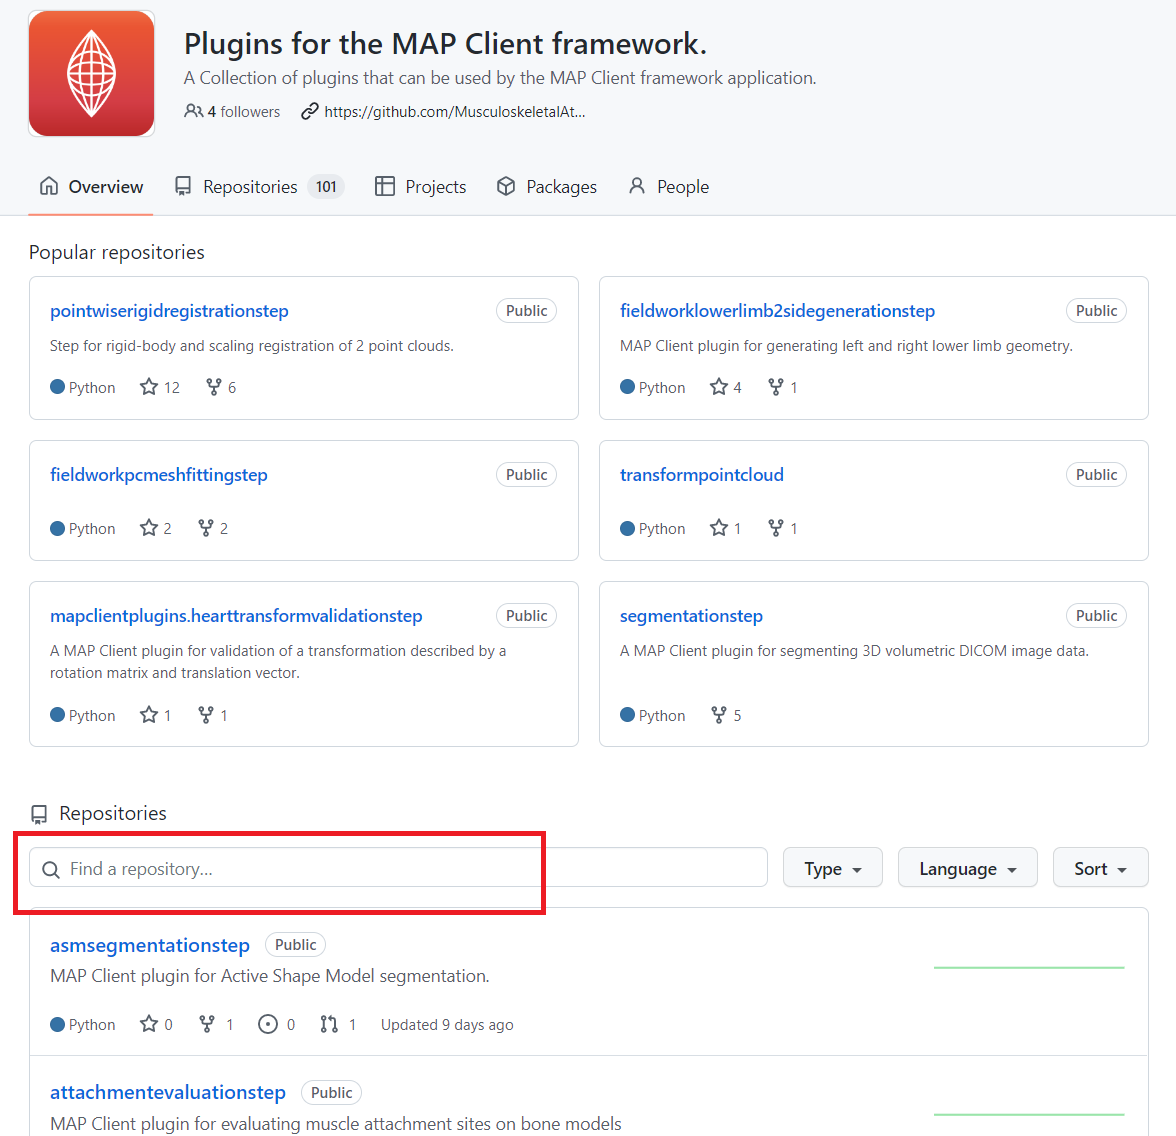 Plugins for the MAP Client framework.
A Collection of plugins that can be used by the MAP Client framework application.
4 followers https://github.com/MusculoskeletalAt...
Overview Repositories 101 Projects Packages People
Popular repositories
pointwiserigidregistrationstep Public
Step for rigid-body and scaling registration of 2 point clouds.
Python 12 6
fieldworklowerlimb2sidegenerationstep Public
MAP Client plugin for generating left and right lower limb geometry.
Python 4 1
fieldworkpcmeshfittingstep Public
Python 2 2
transformpointcloud Public
Python 1 1
mapclientplugins.hearttransformvalidationstep Public
A MAP Client plugin for validation of a transformation described by a
rotation matrix and translation vector.
Python 1 1
segmentationstep Public
A MAP Client plugin for segmenting 3D volumetric DICOM image data.
Python 5
Repositories
Find a repository... Type Language Sort
asmsegmentationstep Public
MAP Client plugin for Active Shape Model segmentation.
Python 0 1 0 1 Updated 9 days ago
attachmentevaluationstep Public
MAP Client plugin for evaluating muscle attachment sites on bone models